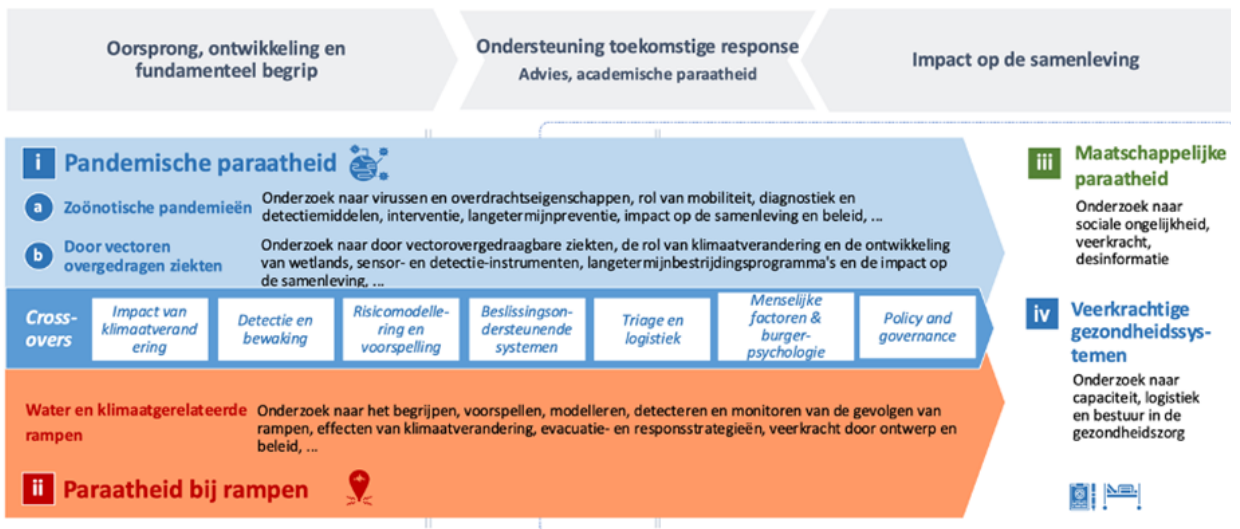 Oorsprong, ontwikkeling en
fundamenteel begrip
Ondersteuning toekomstige response
Advies, academische paraatheid
Impact op de samenleving
i Pandemische paraatheid
a Zoönotische pandemieën
Onderzoek naar virussen en overdrachtseigenschappen, rol van mobiliteit, diagnostiek en
detectiemiddelen, interventie, langetermijnpreventie, impact op de samenleving en beleid, ...
b Door vectoren
overgedragen ziekten
Onderzoek naar door vectorovergedraagbare ziekten, de rol van klimaatverandering en de ontwikkeling
van wetlands, sensor- en detectie-instrumenten, langetermijnbestrijdingsprogramma's en de impact op
de samenleving, ...
Cross-
overs
Impact van
klimaatverand
ering
Detectie en
bewaking
Risicomodelle-
ring en
voorspelling
Beslissingson-
dersteunende
systemen
Triage en
logistiek
Menselijke
factoren &
burger-
psychologie
Policy and
governance
Water en klimaatgerelateerde
rampen
Onderzoek naar het begrijpen, voorspellen, modelleren, detecteren en monitoren van de gevolgen van
rampen, effecten van klimaatverandering, evacuatie- en responsstrategieën, veerkracht door ontwerp en
beleid, ...
ii Paraatheid bij rampen
iii Maatschappelijke
paraatheid
Onderzoek naar
sociale ongelijkheid,
veerkracht,
desinformatie
iv Veerkrachtige
gezondheidssys-
temen
Onderzoek naar
capaciteit, logistiek
en bestuur in de
gezondheidszorg